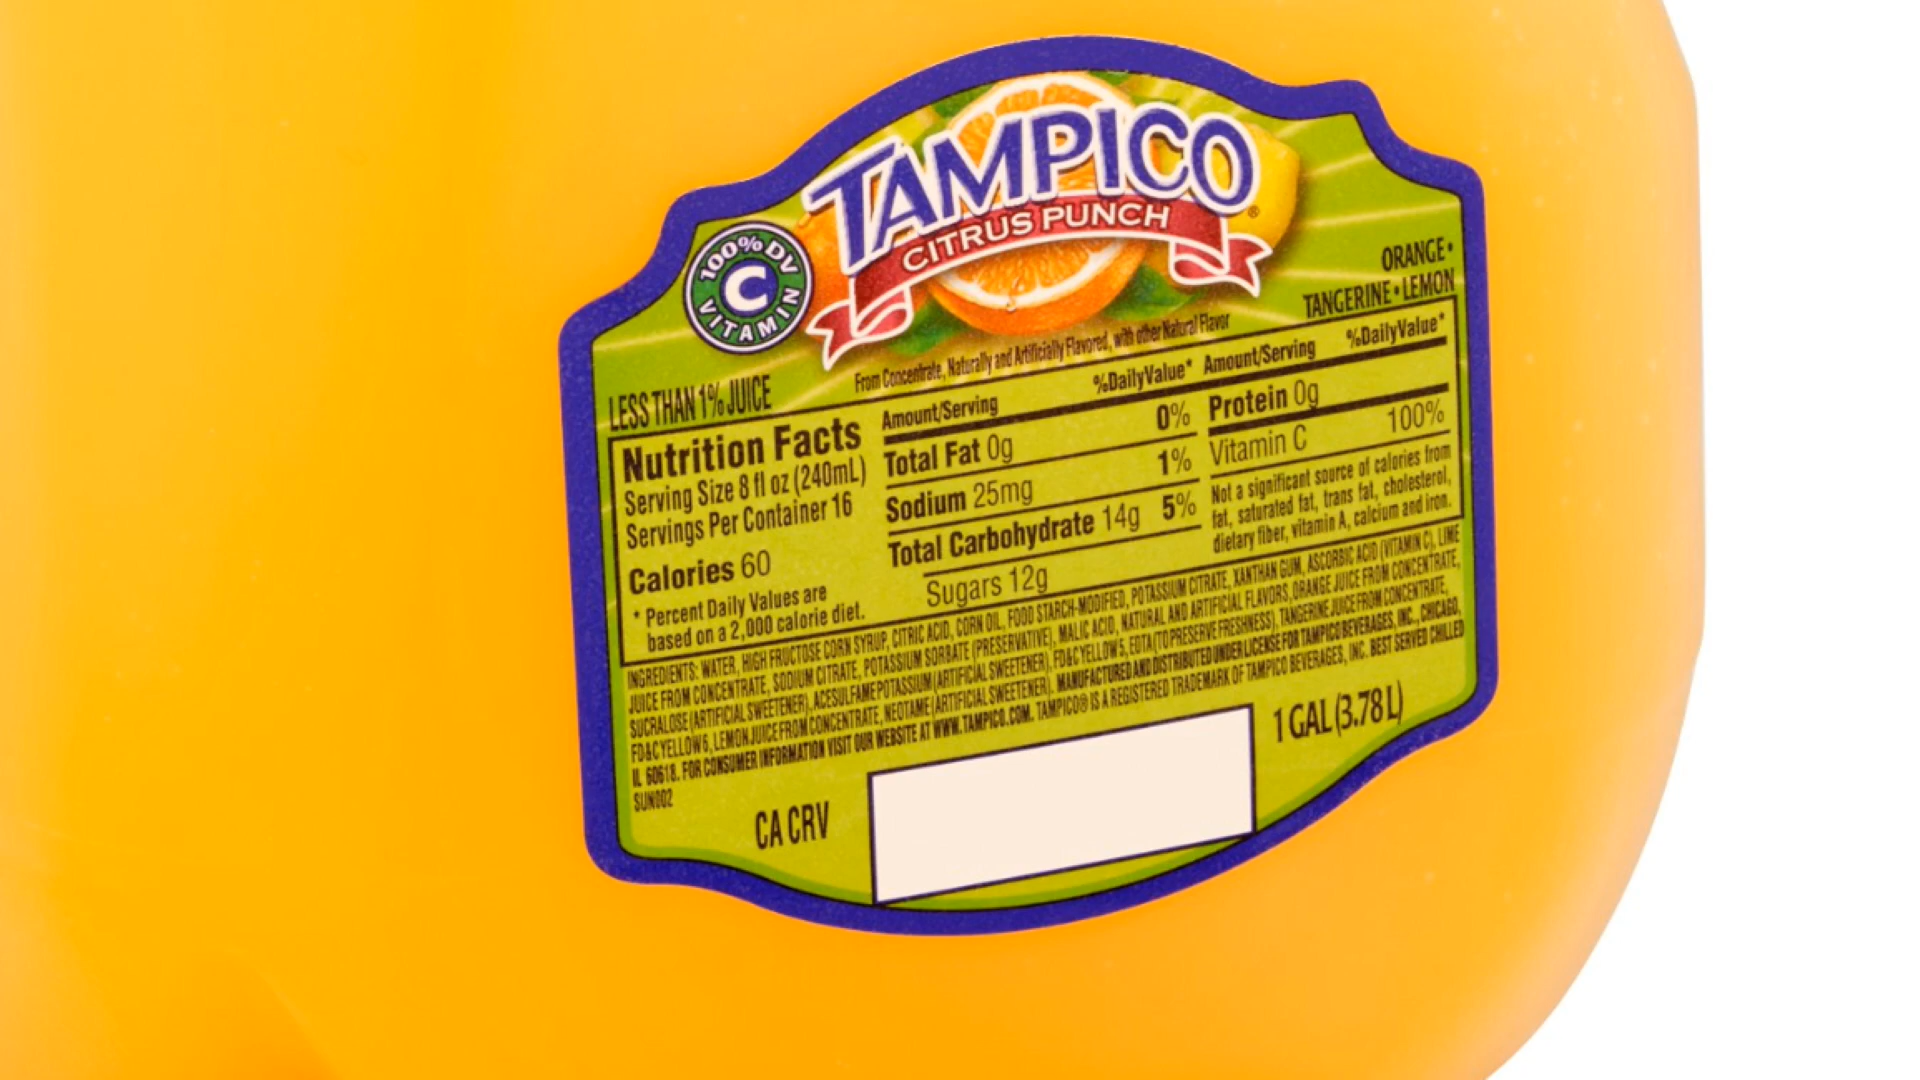 TAMPICO®
CITRUS PUNCH
100% DV
C
VITAMIN
ORANGE •
TANGERINE • LEMON
From Concentrate, Naturally and Artificially Flavored, with other Natural Flavor
LESS THAN 1% JUICE
Nutrition Facts
Serving Size 8 fl oz (240mL)
Servings Per Container 16
Calories 60
* Percent Daily Values are
based on a 2,000 calorie diet.
Amount/Serving %DailyValue*
Total Fat 0g 0%
Sodium 25mg 1%
Total Carbohydrate 14g 5%
Sugars 12g
Amount/Serving %DailyValue*
Protein 0g
Vitamin C 100%
Not a significant source of calories from
fat, saturated fat, trans fat, cholesterol,
dietary fiber, vitamin A, calcium and iron.
INGREDIENTS: WATER, HIGH FRUCTOSE CORN SYRUP, CITRIC ACID, CORN OIL, FOOD STARCH-MODIFIED, POTASSIUM CITRATE, XANTHAN GUM, ASCORBIC ACID (VITAMIN C), LIME
JUICE FROM CONCENTRATE, SODIUM CITRATE, POTASSIUM SORBATE (PRESERVATIVE), MALIC ACID, NATURAL AND ARTIFICIAL FLAVORS, ORANGE JUICE FROM CONCENTRATE,
SUCRALOSE (ARTIFICIAL SWEETENER), ACESULFAME POTASSIUM (ARTIFICIAL SWEETENER), FD&C YELLOW 5, EDTA (TO PRESERVE FRESHNESS), TANGERINE JUICE FROM CONCENTRATE,
FD&C YELLOW 6, LEMON JUICE FROM CONCENTRATE, NEOTAME (ARTIFICIAL SWEETENER). MANUFACTURED AND DISTRIBUTED UNDER LICENSE FOR TAMPICO BEVERAGES, INC., CHICAGO,
IL 60618. FOR CONSUMER INFORMATION VISIT OUR WEBSITE AT WWW.TAMPICO.COM. TAMPICO® IS A REGISTERED TRADEMARK OF TAMPICO BEVERAGES, INC. BEST SERVED CHILLED
SUN002
CA CRV
1 GAL (3.78 L)